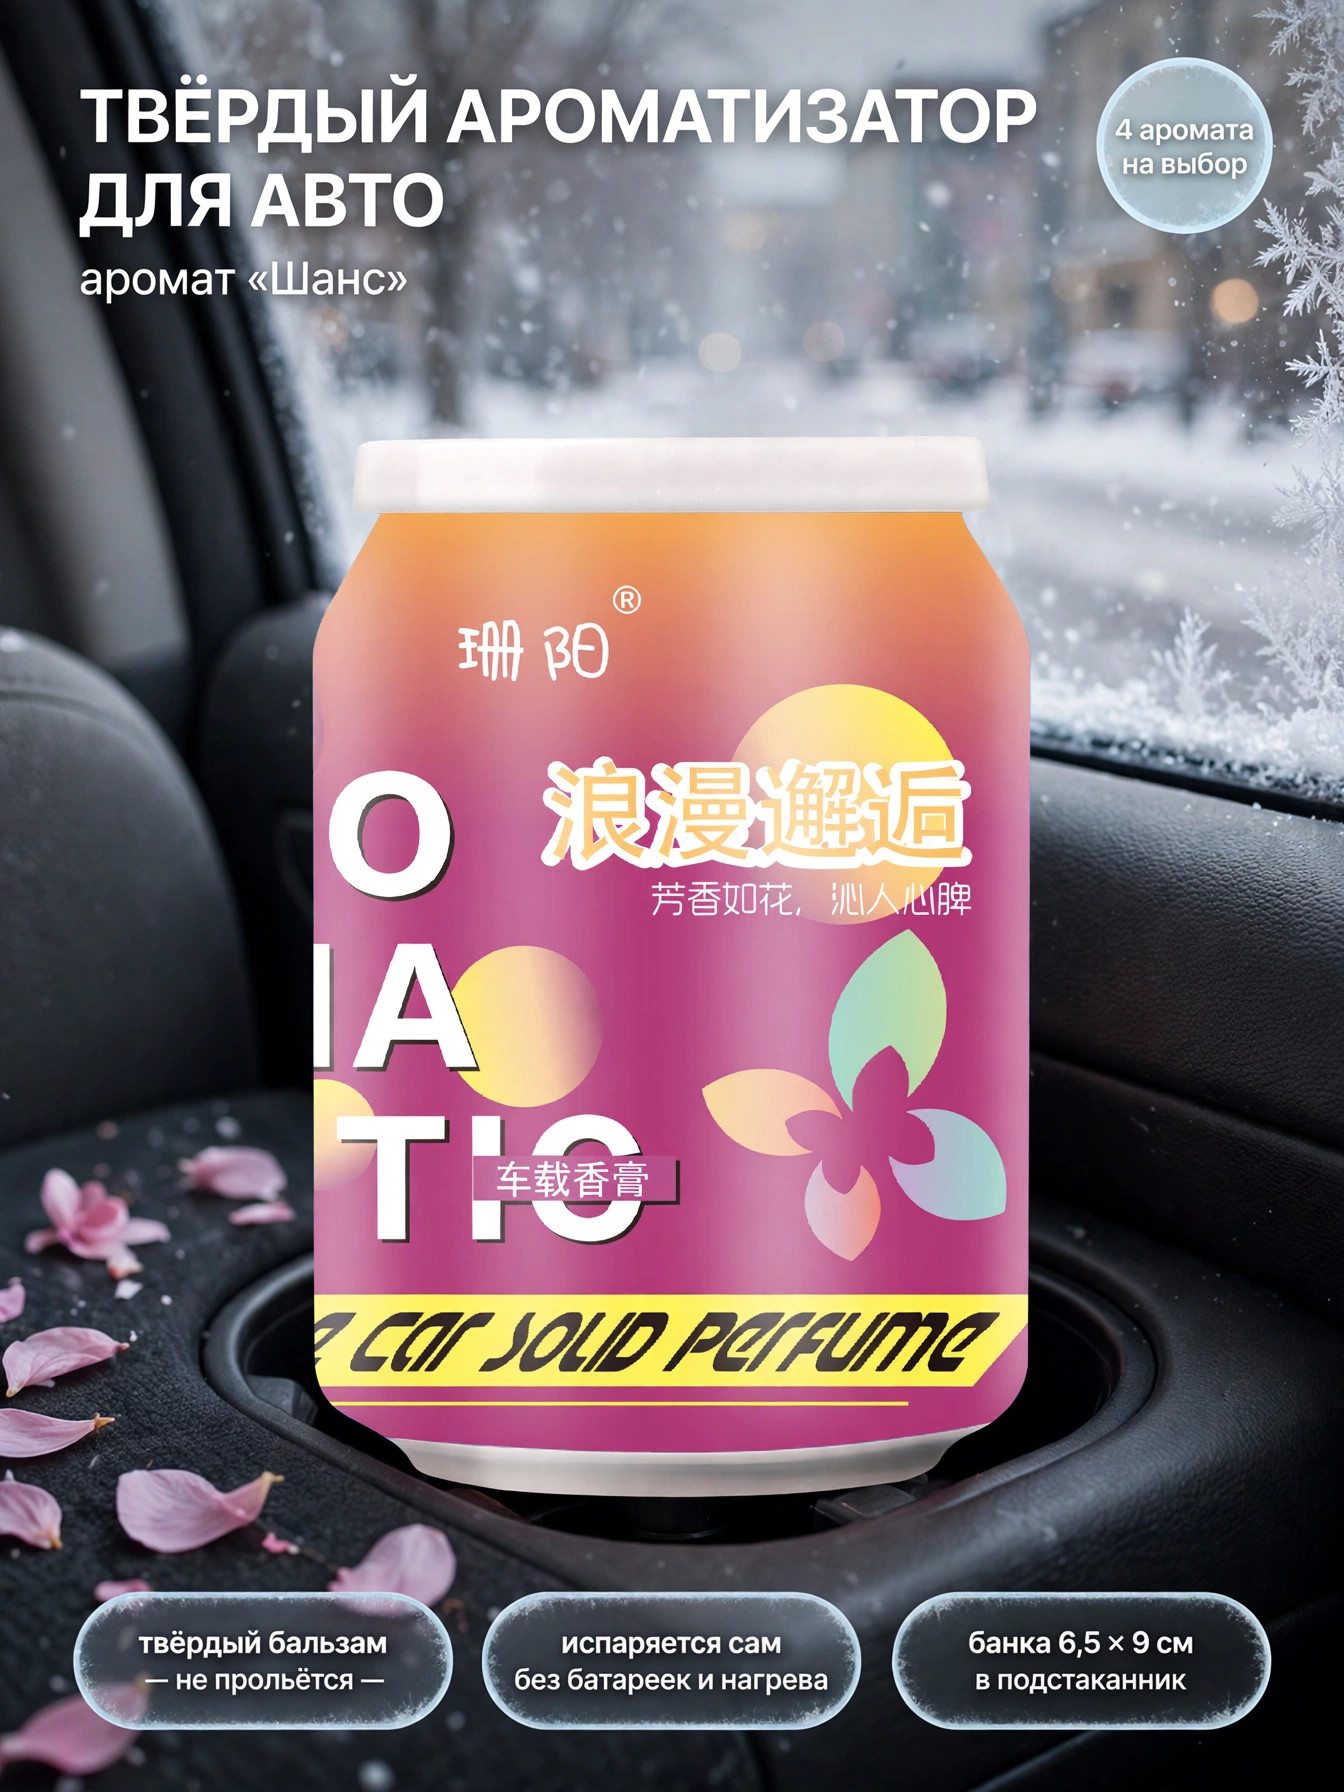 ТВЁРДЫЙ АРОМАТИЗАТОР
ДЛЯ АВТО
аромат «Шанс»
4 аромата
на выбор
珊阳®
浪漫邂逅
芳香如花，沁人心脾
O
MA
TIC
车载香膏
e car solid perfume
твёрдый бальзам
— не прольётся —
испаряется сам
без батареек и нагрева
банка 6,5 × 9 см
в подстаканник